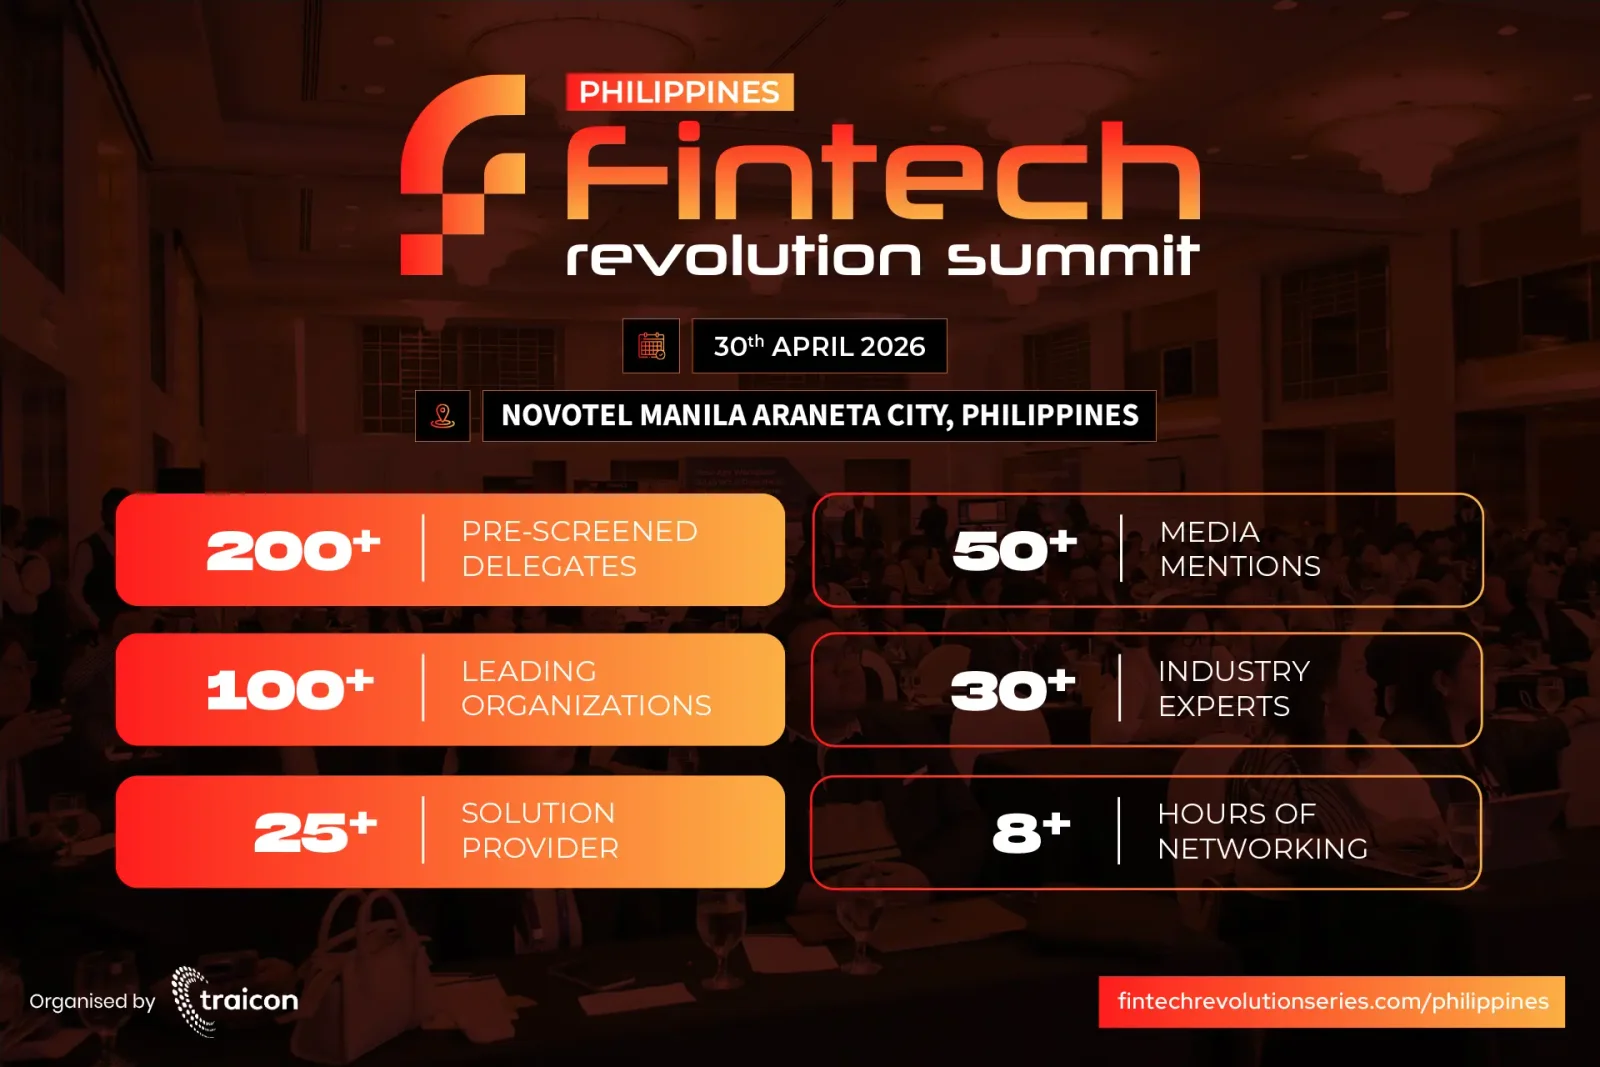 PHILIPPINES
Fintech
revolution summit
30th APRIL 2026
NOVOTEL MANILA ARANETA CITY, PHILIPPINES
200+
PRE-SCREENED
DELEGATES
50+
MEDIA
MENTIONS
100+
LEADING
ORGANIZATIONS
30+
INDUSTRY
EXPERTS
25+
SOLUTION
PROVIDER
8+
HOURS OF
NETWORKING
Organised by traicon
fintechrevolutionseries.com/philippines